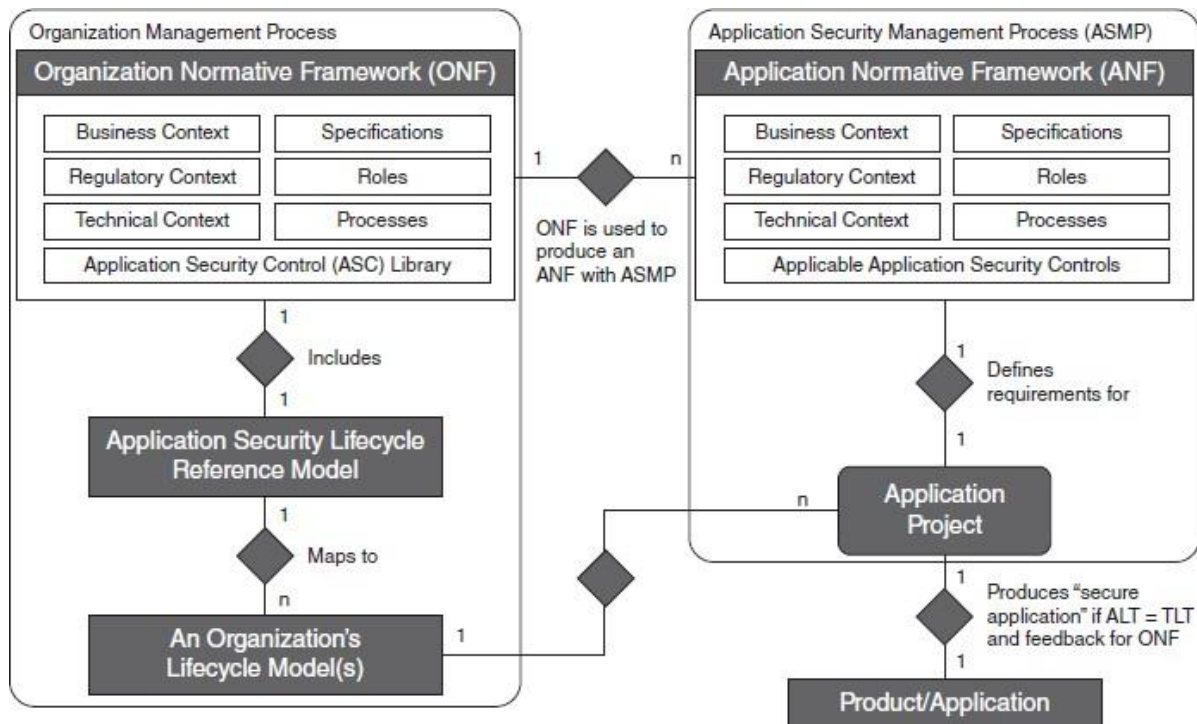 Organization Management Process
Organization Normative Framework (ONF)
Business Context
Specifications
Regulatory Context
Roles
Technical Context
Processes
Application Security Control (ASC) Library
1
n
ONF is used to
produce an
ANF with ASMP
Application Security Management Process (ASMP)
Application Normative Framework (ANF)
Business Context
Specifications
Regulatory Context
Roles
Technical Context
Processes
Applicable Application Security Controls
1
Includes
1
Application Security Lifecycle
Reference Model
1
Maps to
n
An Organization's
Lifecycle Model(s)
1
n
1
Defines
requirements for
1
Application
Project
1
Produces “secure
application” if ALT = TLT
and feedback for ONF
1
Product/Application